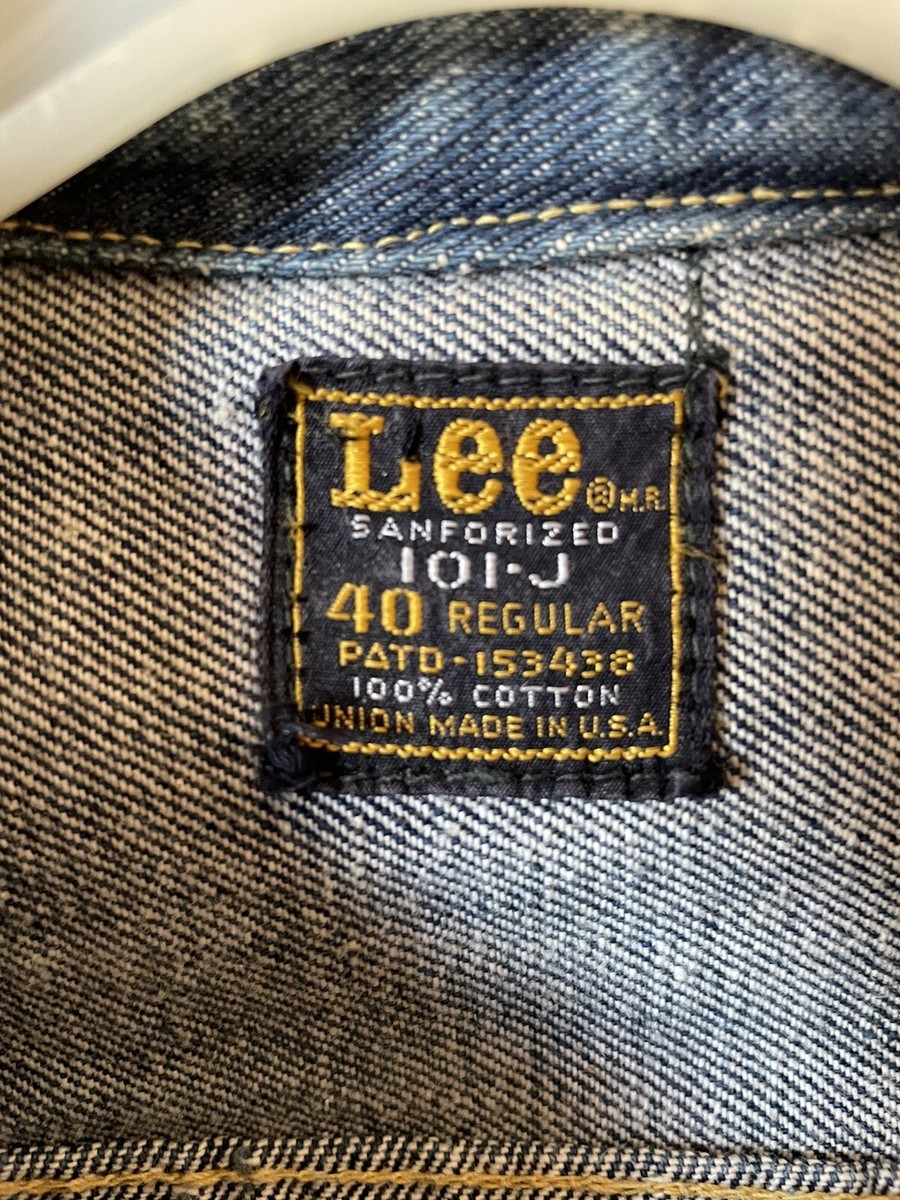 Lee ® M.R.
SANFORIZED
101-J
40 REGULAR
PATD-153438
100% COTTON
UNION MADE IN U.S.A.